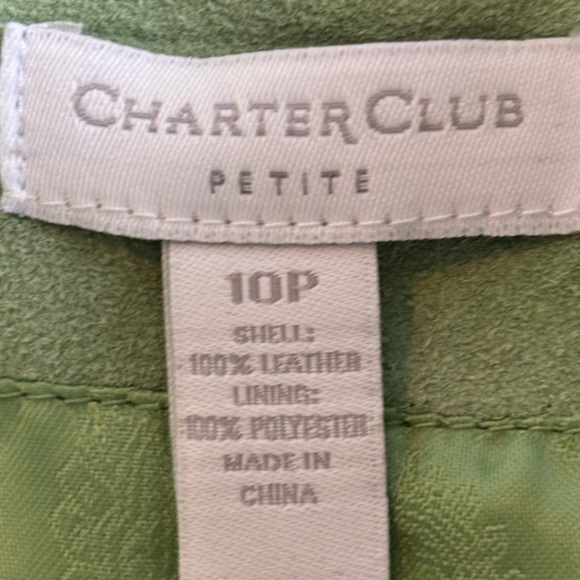 CHARTER CLUB
PETITE
10P
SHELL:
100% LEATHER
LINING:
100% POLYESTER
MADE IN
CHINA